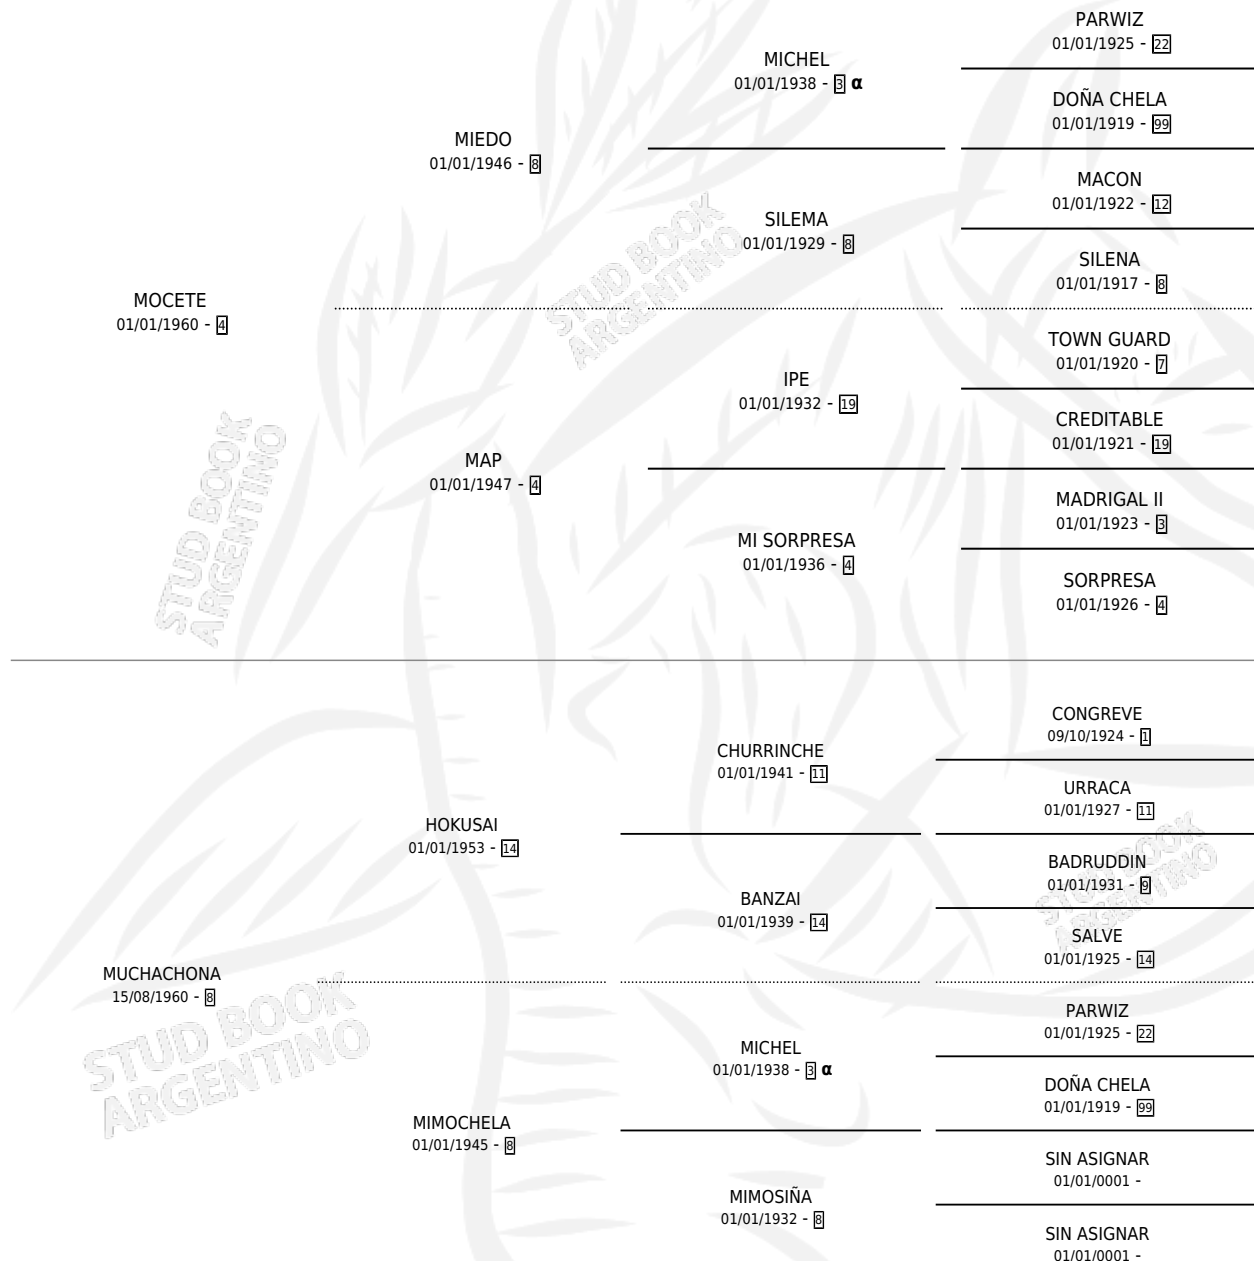 PARWIZ
01/01/1925 - 22
MICHEL
01/01/1938 - 3 α
DOÑA CHELA
01/01/1919 - 99
MIEDO
01/01/1946 - 8
MACON
01/01/1922 - 12
SILEMA
01/01/1929 - 8
SILENA
01/01/1917 - 8
MOCETE
01/01/1960 - 4
STUD BOOK
ARGENTINO
TOWN GUARD
01/01/1920 - 7
IPE
01/01/1932 - 19
CREDITABLE
01/01/1921 - 19
MAP
01/01/1947 - 4
MADRIGAL II
01/01/1923 - 3
MI SORPRESA
01/01/1936 - 4
SORPRESA
01/01/1926 - 4
STUD BOOK
ARGENTINO
CONGREVE
09/10/1924 - 1
CHURRINCHE
01/01/1941 - 11
URRACA
01/01/1927 - 11
HOKUSAI
01/01/1953 - 14
BADRUDDIN
01/01/1931 - 9
BANZAI
01/01/1939 - 14
SALVE
01/01/1925 - 14
STUD BOOK
ARGENTINO
MUCHACHONA
15/08/1960 - 8
PARWIZ
01/01/1925 - 22
MICHEL
01/01/1938 - 3 α
DOÑA CHELA
01/01/1919 - 99
STUD BOOK
ARGENTINO
MIMOCHELA
01/01/1945 - 8
SIN ASIGNAR
01/01/0001 -
MIMOSIÑA
01/01/1932 - 8
SIN ASIGNAR
01/01/0001 -